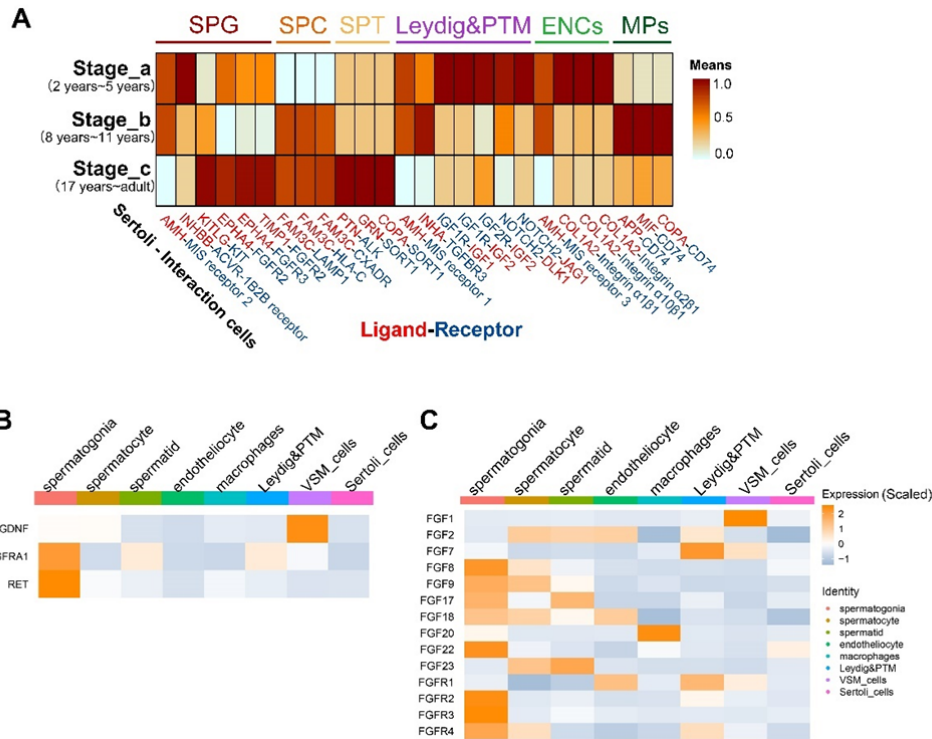 A
SPG SPC SPT Leydig&PTM ENCs MPs
Stage_a
(2 years~5 years)
Stage_b
(8 years~11 years)
Stage_c
(17 years~adult)
Means
1.0
0.5
0.0
Sertoli - Interaction cells
AMH-MIS receptor 2
INHBB-ACVR-1B2B receptor
KITLG-KIT
EPHA4-FGFR2
EPHA4-FGFR3
TIMP1-FGFR2
FAM3C-LAMP1
FAM3C-HLA-C
FAM3C-CXADR
PTN-ALK
GRN-SORT1
COPA-SORT1
AMH-MIS receptor 1
INHA-TGFBR3
IGF1R-IGF1
IGF1R-IGF2
IGF2R-IGF2
NOTCH2-DLK1
NOTCH2-JAG1
AMH-MIS receptor 3
COL1A2-Integrin α1β1
COL1A2-Integrin α10β1
COL1A2-Integrin α2β1
APP-CD74
MIF-CD74
COPA-CD74
Ligand-Receptor
B
spermatogonia
spermatocyte
spermatid
endotheliocyte
macrophages
Leydig&PTM
VSM_cells
Sertoli_cells
GDNF
FRA1
RET
C
spermatogonia
spermatocyte
spermatid
endotheliocyte
macrophages
Leydig&PTM
VSM_cells
Sertoli_cells
FGF1
FGF2
FGF7
FGF8
FGF9
FGF17
FGF18
FGF20
FGF22
FGF23
FGFR1
FGFR2
FGFR3
FGFR4
Expression (Scaled)
2
1
0
−1
Identity
spermatogonia
spermatocyte
spermatid
endotheliocyte
macrophages
Leydig&PTM
VSM_cells
Sertoli_cells